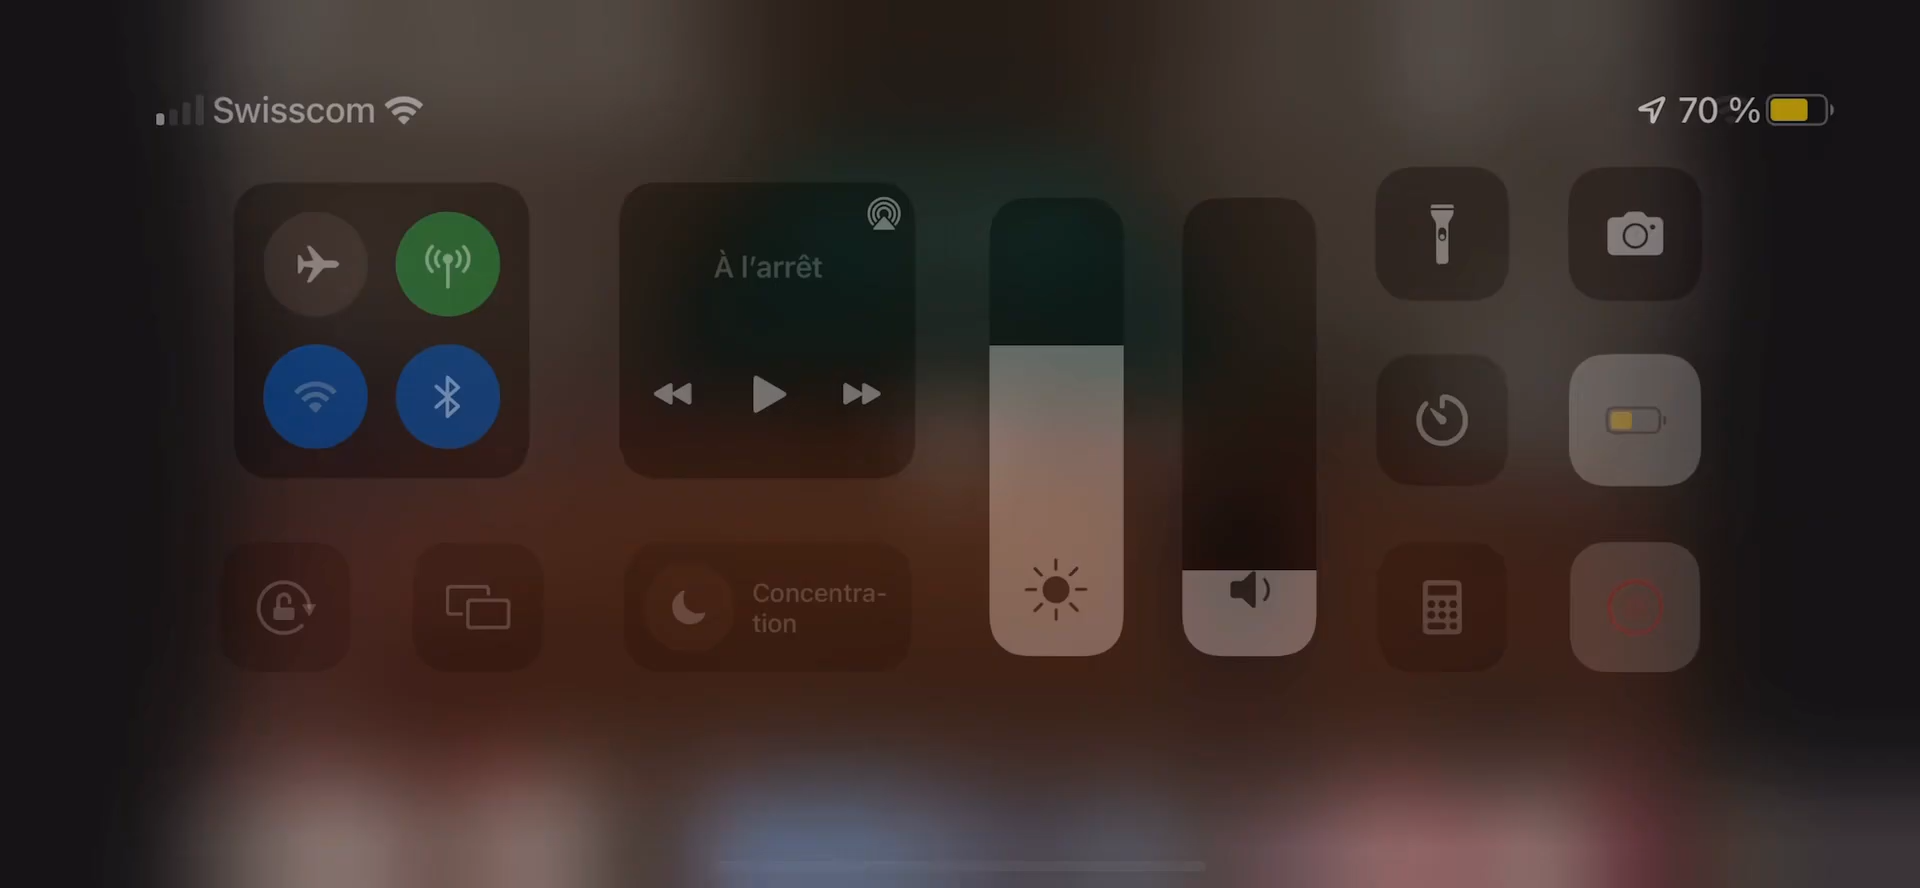 Swisscom
70 %
À l’arrêt
Concentra-
tion